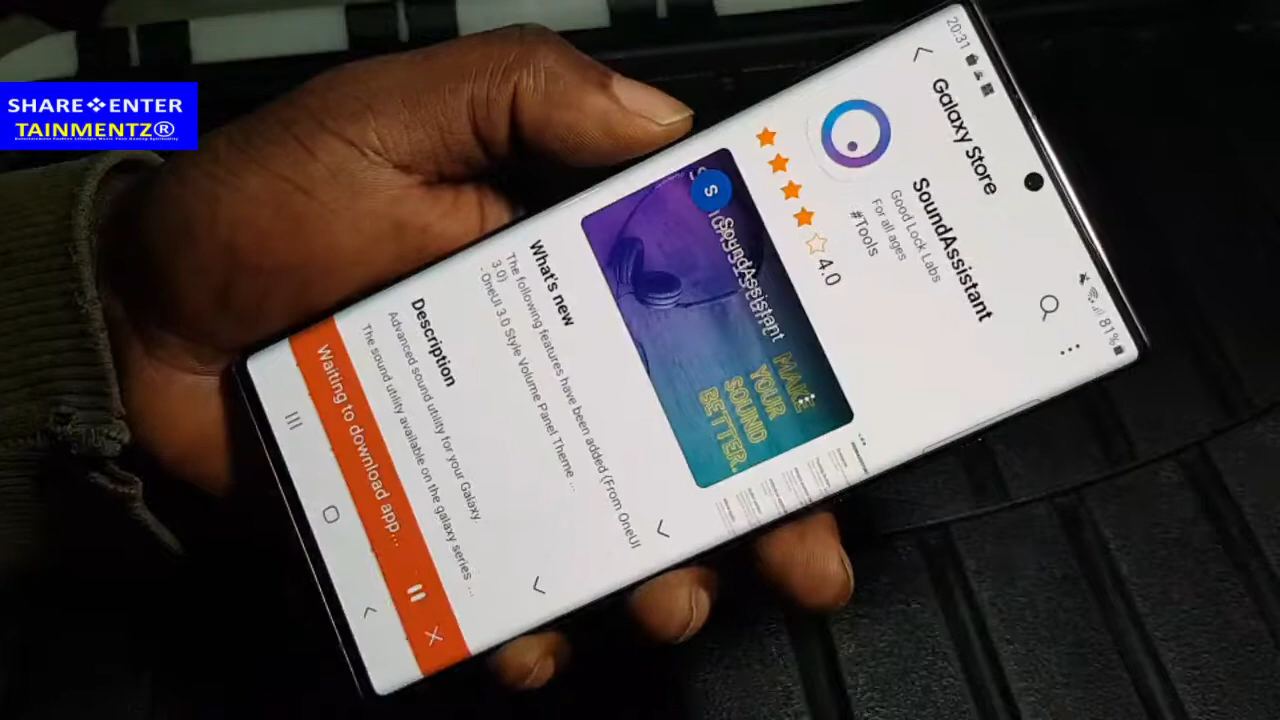 SHARE❖ENTER
TAINMENTZ®
20:31
81%
Galaxy Store
SoundAssistant
Good Lock Labs
For all ages
#Tools
4.0
S
SoundAssistant
MAKE
YOUR
SOUND
BETTER.
What's new
The following features have been added (From OneUI
3.0)
- OneUI 3.0 Style Volume Panel Theme ...
Description
Advanced sound utility for your Galaxy.
The sound utility available on the galaxy series ...
Waiting to download app...